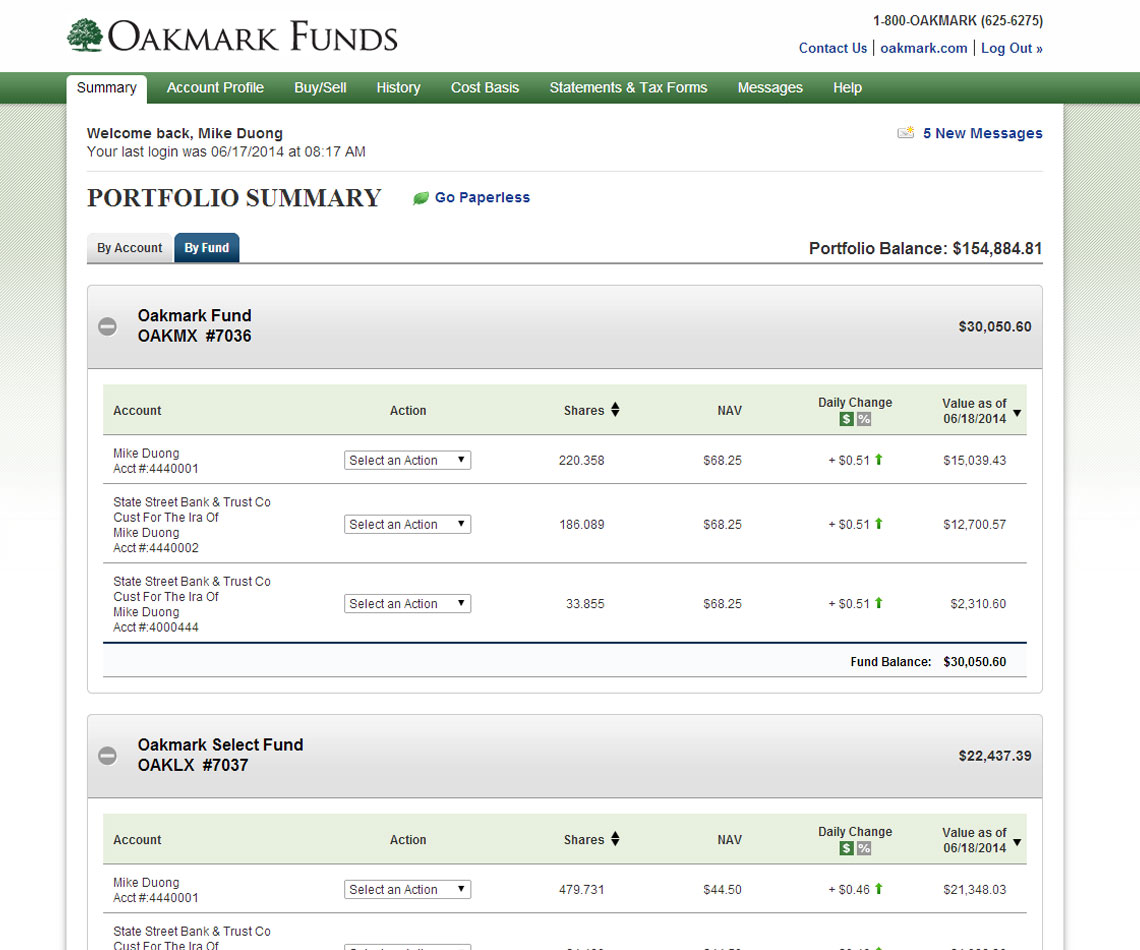 OAKMARK FUNDS
1-800-OAKMARK (625-6275)
Contact Us | oakmark.com | Log Out »
Summary Account Profile Buy/Sell History Cost Basis Statements & Tax Forms Messages Help
Welcome back, Mike Duong
5 New Messages
Your last login was 06/17/2014 at 08:17 AM
PORTFOLIO SUMMARY Go Paperless
By Account By Fund Portfolio Balance: $154,884.81
Oakmark Fund
OAKMX #7036
$30,050.60
Account Action Shares NAV Daily Change $ % Value as of 06/18/2014
Mike Duong
Acct #:4440001
Select an Action 220.358 $68.25 + $0.51 $15,039.43
State Street Bank & Trust Co
Cust For The Ira Of
Mike Duong
Acct #:4440002
Select an Action 186.089 $68.25 + $0.51 $12,700.57
State Street Bank & Trust Co
Cust For The Ira Of
Mike Duong
Acct #:4000444
Select an Action 33.855 $68.25 + $0.51 $2,310.60
Fund Balance: $30,050.60
Oakmark Select Fund
OAKLX #7037
$22,437.39
Account Action Shares NAV Daily Change $ % Value as of 06/18/2014
Mike Duong
Acct #:4440001
Select an Action 479.731 $44.50 + $0.46 $21,348.03
State Street Bank & Trust Co
Cust For The Ira Of